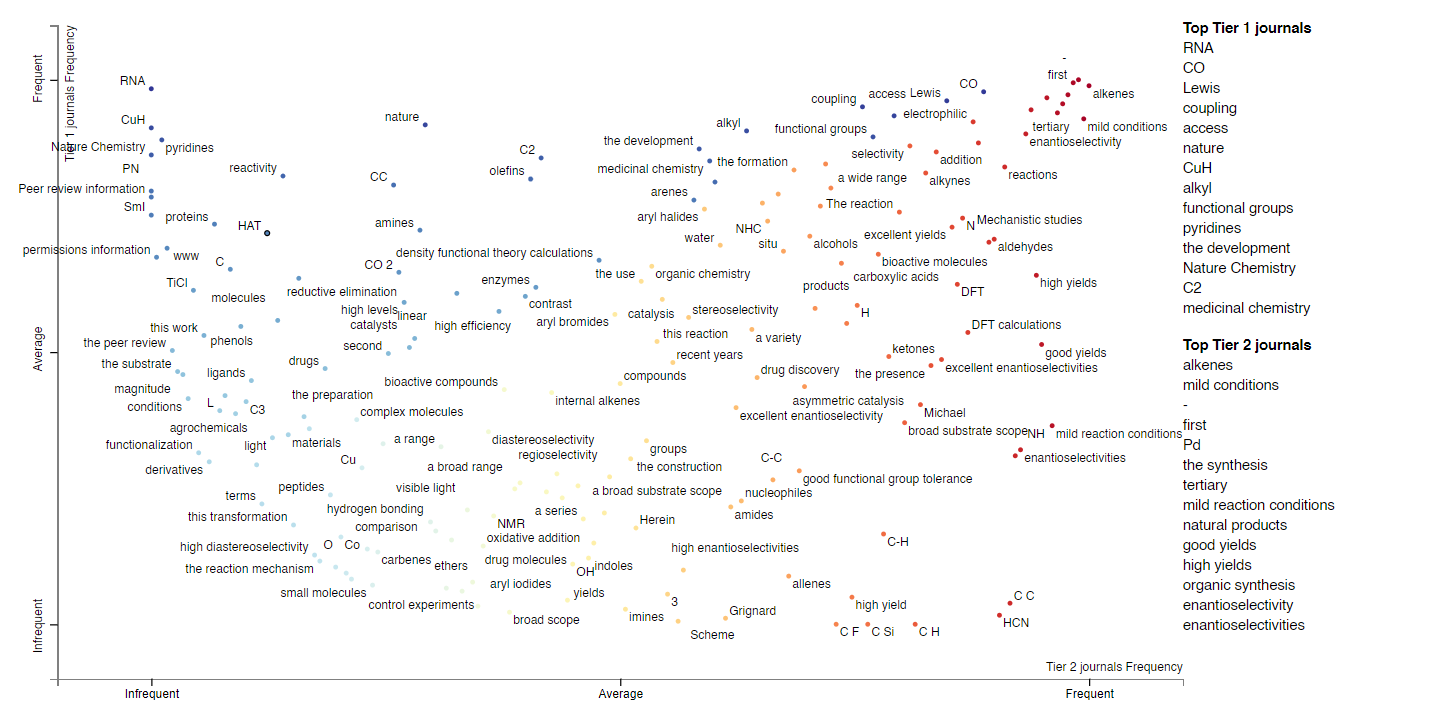 Top Tier 1 journals
RNA
CO
Lewis
coupling
access
nature
CuH
alkyl
functional groups
pyridines
the development
Nature Chemistry
C2
medicinal chemistry
Top Tier 2 journals
alkenes
mild conditions
-
first
Pd
the synthesis
tertiary
mild reaction conditions
natural products
good yields
high yields
organic synthesis
enantioselectivity
enantioselectivities
Tier 1 journals Frequency
Frequent
Average
Infrequent
-
first
RNA
CO
alkenes
access Lewis
coupling
electrophilic
CuH
nature
alkyl
functional groups
tertiary
mild conditions
enantioselectivity
Nature Chemistry
pyridines
the development
C2
selectivity
addition
PN
reactivity
olefins
medicinal chemistry
the formation
CC
a wide range
alkynes
reactions
Peer review information
arenes
SmI
proteins
aryl halides
The reaction
HAT
amines
NHC
N
Mechanistic studies
water
situ
alcohols
excellent yields
aldehydes
permissions information
www
C
CO 2
density functional theory calculations
bioactive molecules
the use
organic chemistry
carboxylic acids
TiCl
molecules
reductive elimination
enzymes
contrast
products
DFT
high yields
high levels
linear
catalysts
high efficiency
aryl bromides
catalysis
stereoselectivity
H
this work
phenols
this reaction
a variety
DFT calculations
the peer review
second
recent years
ketones
good yields
the substrate
ligands
drugs
drug discovery
the presence
excellent enantioselectivities
magnitude
bioactive compounds
compounds
conditions
L
C3
the preparation
internal alkenes
asymmetric catalysis
Michael
agrochemicals
complex molecules
excellent enantioselectivity
broad substrate scope
NH
mild reaction conditions
functionalization
light
materials
a range
diastereoselectivity
groups
regioselectivity
derivatives
Cu
a broad range
the construction
C-C
enantioselectivities
good functional group tolerance
terms
peptides
visible light
a broad substrate scope
nucleophiles
this transformation
hydrogen bonding
comparison
NMR
a series
Herein
amides
oxidative addition
high diastereoselectivity
O
Co
high enantioselectivities
C-H
the reaction mechanism
carbenes
ethers
drug molecules
OH
indoles
small molecules
aryl iodides
yields
allenes
control experiments
3
high yield
C C
broad scope
imines
Grignard
Scheme
C F
C Si
C H
HCN
Tier 2 journals Frequency
Infrequent
Average
Frequent